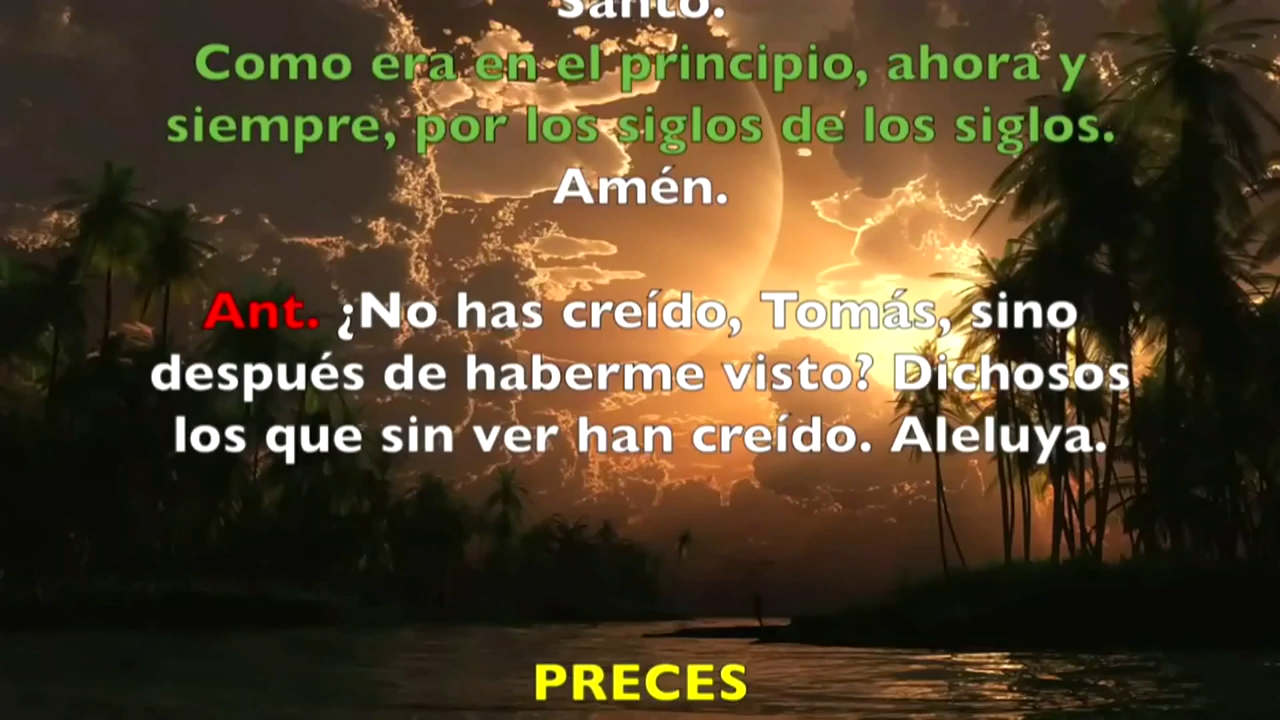 Santo.
Como era en el principio, ahora y
siempre, por los siglos de los siglos.
Amén.
Ant. ¿No has creído, Tomás, sino
después de haberme visto? Dichosos
los que sin ver han creído. Aleluya.
PRECES